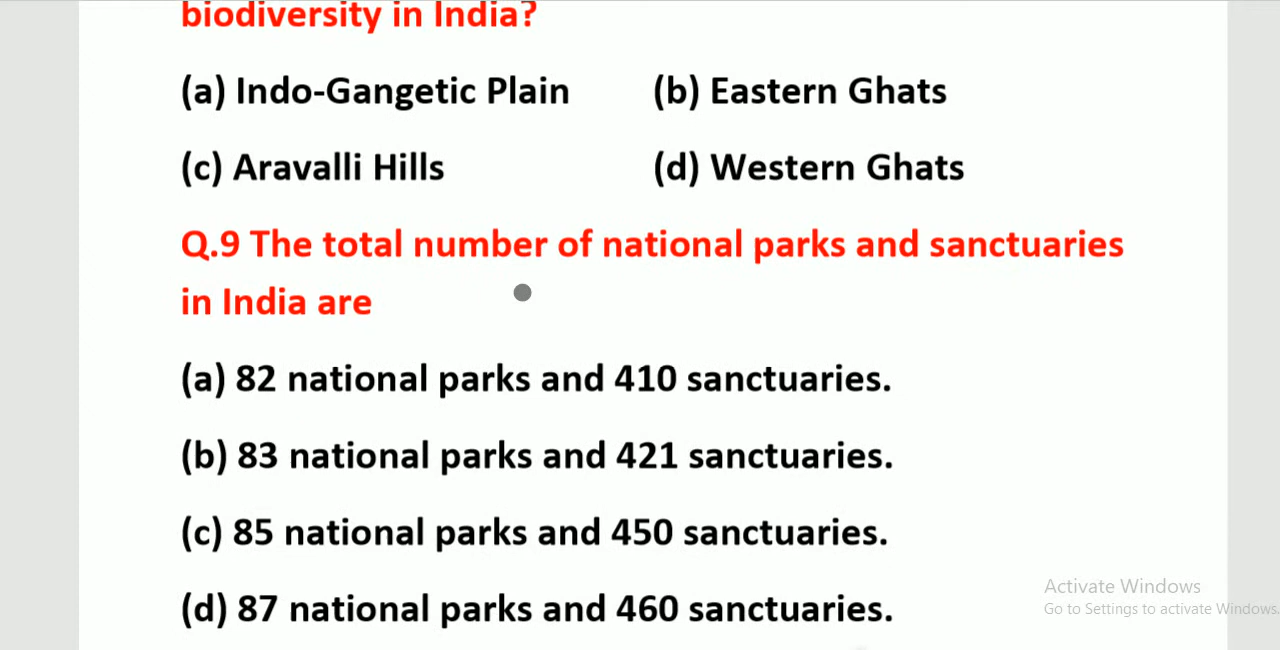 biodiversity in India?
(a) Indo-Gangetic Plain (b) Eastern Ghats
(c) Aravalli Hills (d) Western Ghats
Q.9 The total number of national parks and sanctuaries
in India are
(a) 82 national parks and 410 sanctuaries.
(b) 83 national parks and 421 sanctuaries.
(c) 85 national parks and 450 sanctuaries.
(d) 87 national parks and 460 sanctuaries.
Activate Windows
Go to Settings to activate Windows.